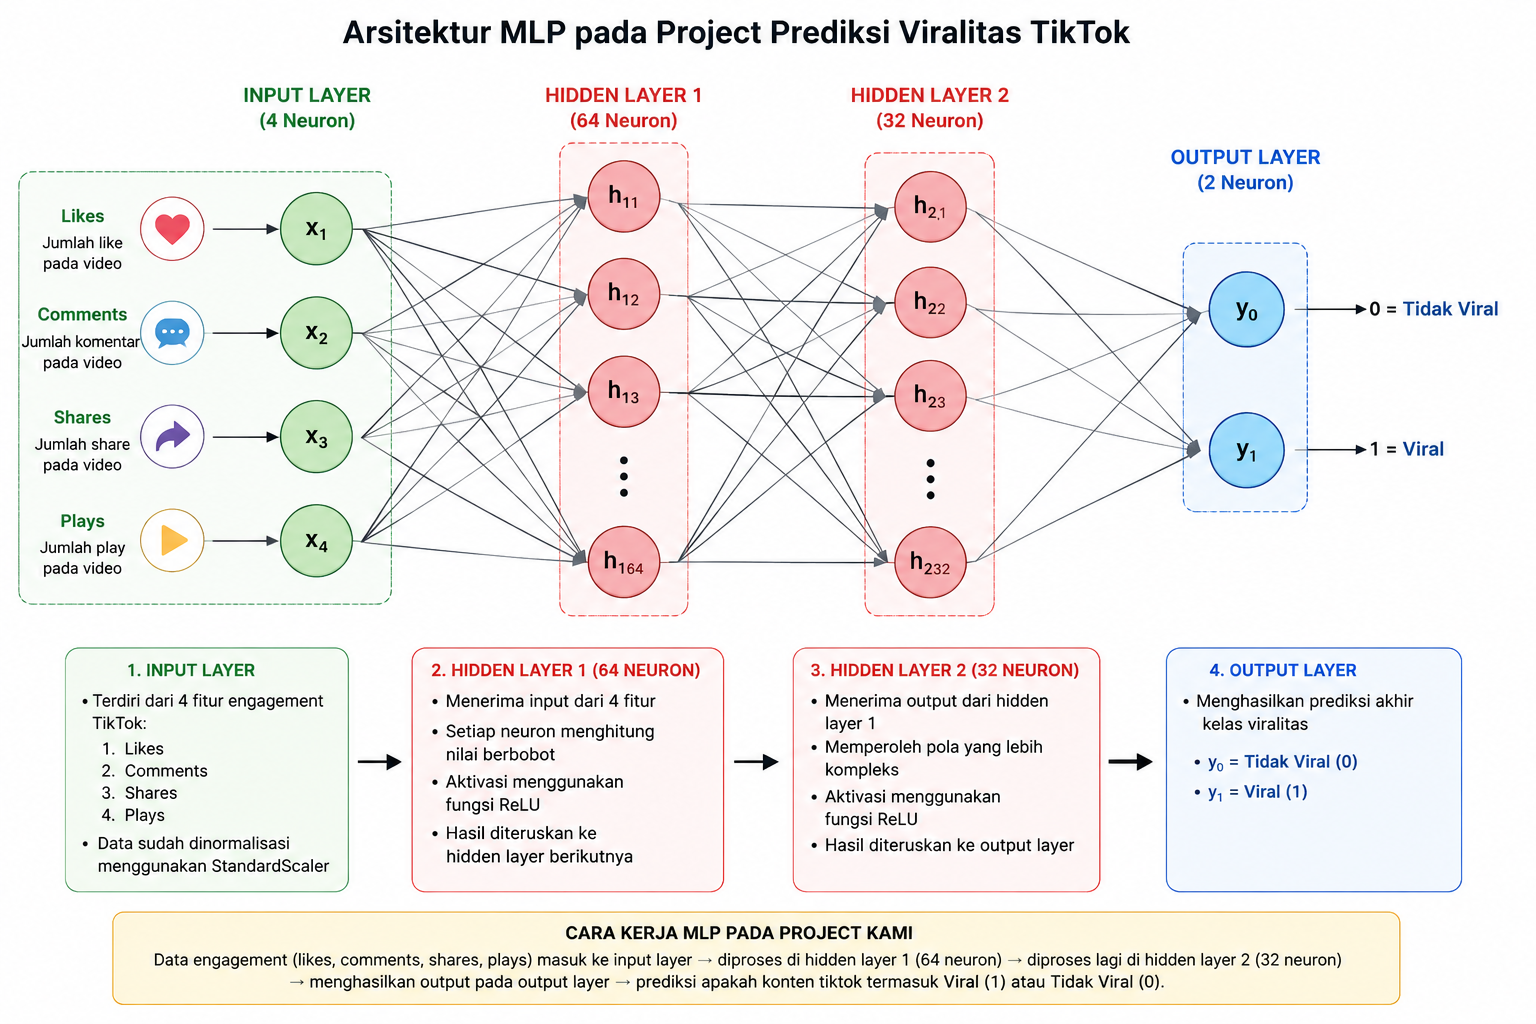 Arsitektur MLP pada Project Prediksi Viralitas TikTok
INPUT LAYER
(4 Neuron)
HIDDEN LAYER 1
(64 Neuron)
HIDDEN LAYER 2
(32 Neuron)
OUTPUT LAYER
(2 Neuron)
Likes
Jumlah like
pada video
x1
Comments
Jumlah komentar
pada video
x2
Shares
Jumlah share
pada video
x3
Plays
Jumlah play
pada video
x4
h11
h12
h13
h164
h2,1
h22
h23
h232
y0
0 = Tidak Viral
y1
1 = Viral
1. INPUT LAYER
• Terdiri dari 4 fitur engagement
TikTok:
1. Likes
2. Comments
3. Shares
4. Plays
• Data sudah dinormalisasi
menggunakan StandardScaler
2. HIDDEN LAYER 1 (64 NEURON)
• Menerima input dari 4 fitur
• Setiap neuron menghitung
nilai berbobot
• Aktivasi menggunakan
fungsi ReLU
• Hasil diteruskan ke
hidden layer berikutnya
3. HIDDEN LAYER 2 (32 NEURON)
• Menerima output dari hidden
layer 1
• Memperoleh pola yang lebih
kompleks
• Aktivasi menggunakan
fungsi ReLU
• Hasil diteruskan ke output layer
4. OUTPUT LAYER
• Menghasilkan prediksi akhir
kelas viralitas
• y0 = Tidak Viral (0)
• y1 = Viral (1)
CARA KERJA MLP PADA PROJECT KAMI
Data engagement (likes, comments, shares, plays) masuk ke input layer → diproses di hidden layer 1 (64 neuron) → diproses lagi di hidden layer 2 (32 neuron)
→ menghasilkan output pada output layer → prediksi apakah konten tiktok termasuk Viral (1) atau Tidak Viral (0).